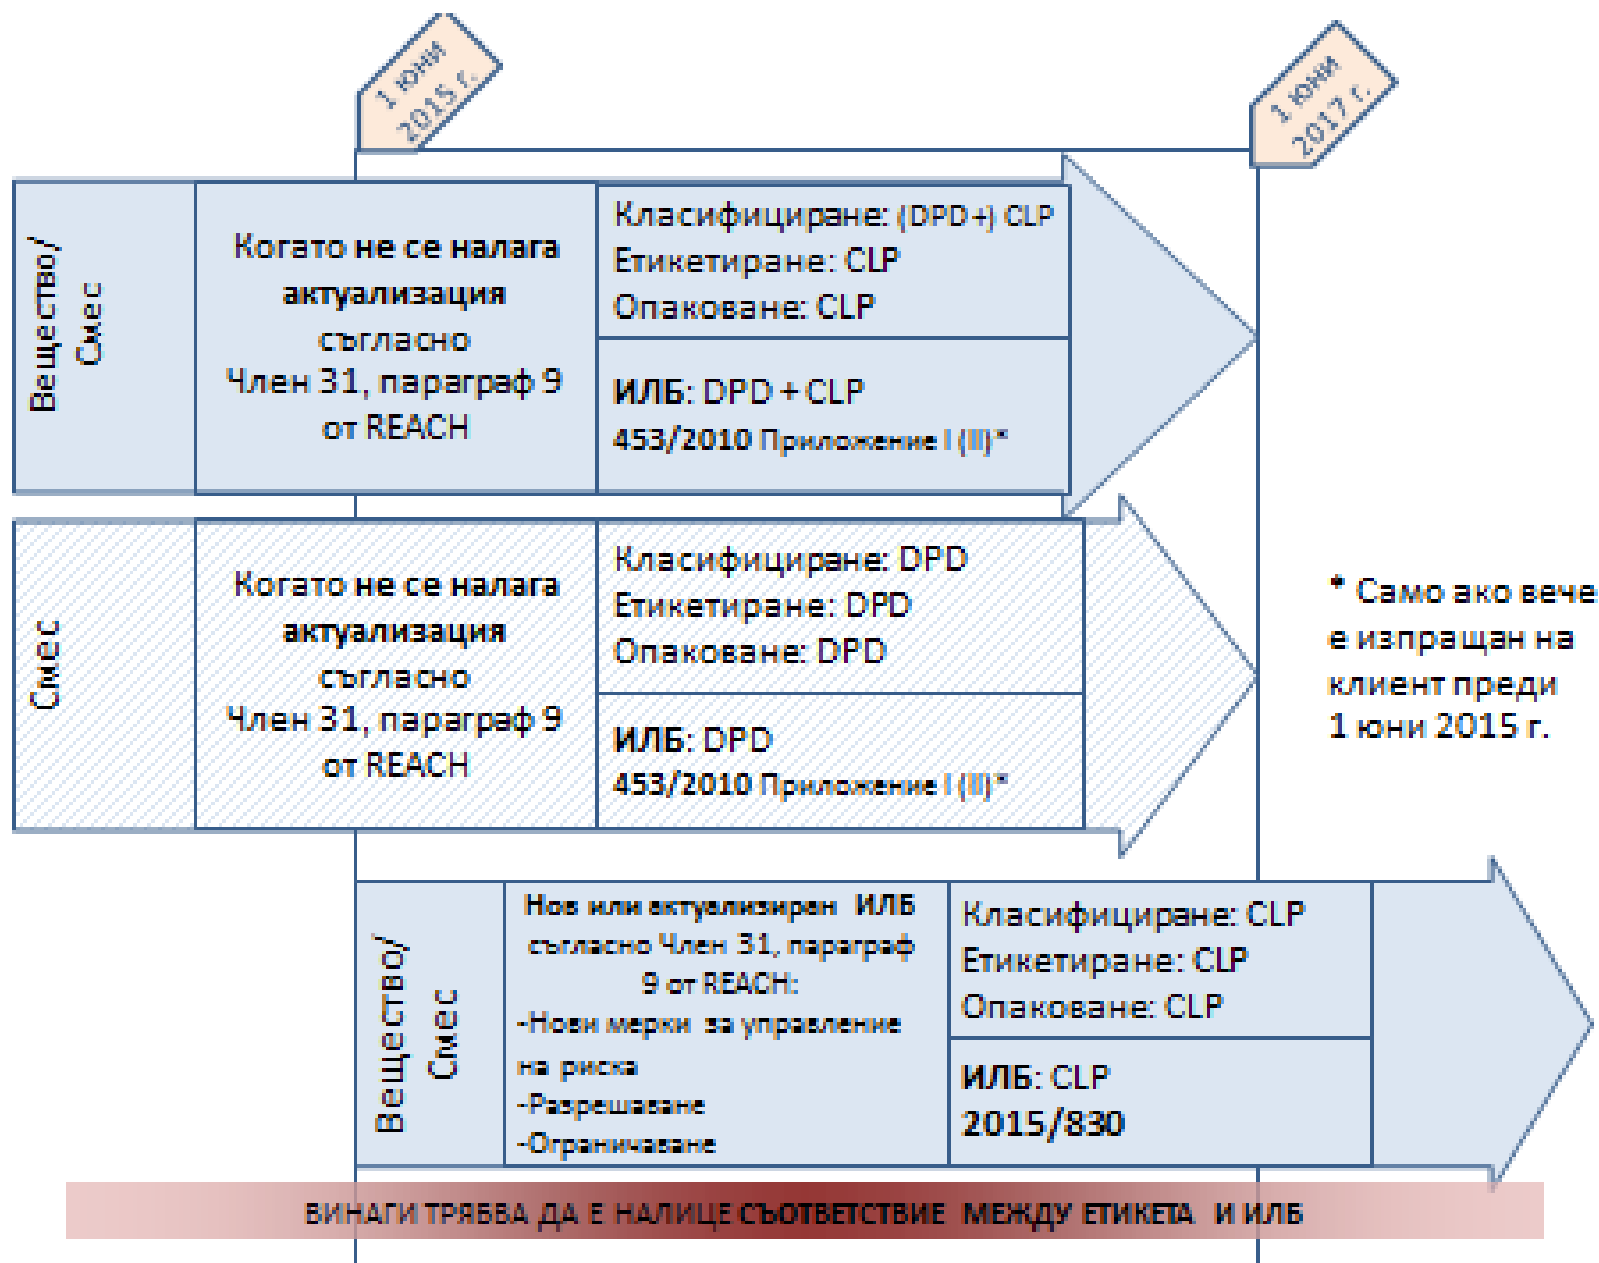 1 юни
2015 г.
1 юни
2017 г.
Вещество/
Смес
Когато не се налага
актуализация
съгласно
Член 31, параграф 9
от REACH
Класифициране: (DPD+) CLP
Етикетиране: CLP
Опаковане: CLP
ИЛБ: DPD + CLP
453/2010 Приложение I (II)*
Смес
Когато не се налага
актуализация
съгласно
Член 31, параграф 9
от REACH
Класифициране: DPD
Етикетиране: DPD
Опаковане: DPD
ИЛБ: DPD
453/2010 Приложение I (II)*
* Само ако вече
е изпращан на
клиент преди
1 юни 2015 г.
Вещество/
Смес
Нов или актуализиран ИЛБ
съгласно Член 31, параграф
9 от REACH:
-Нови мерки за управление
на риска
-Разрешаване
-Ограничаване
Класифициране: CLP
Етикетиране: CLP
Опаковане: CLP
ИЛБ: CLP
2015/830
ВИНАГИ ТРЯБВА ДА Е НАЛИЦЕ СЪОТВЕТСТВИЕ МЕЖДУ ЕТИКЕТА И ИЛБ